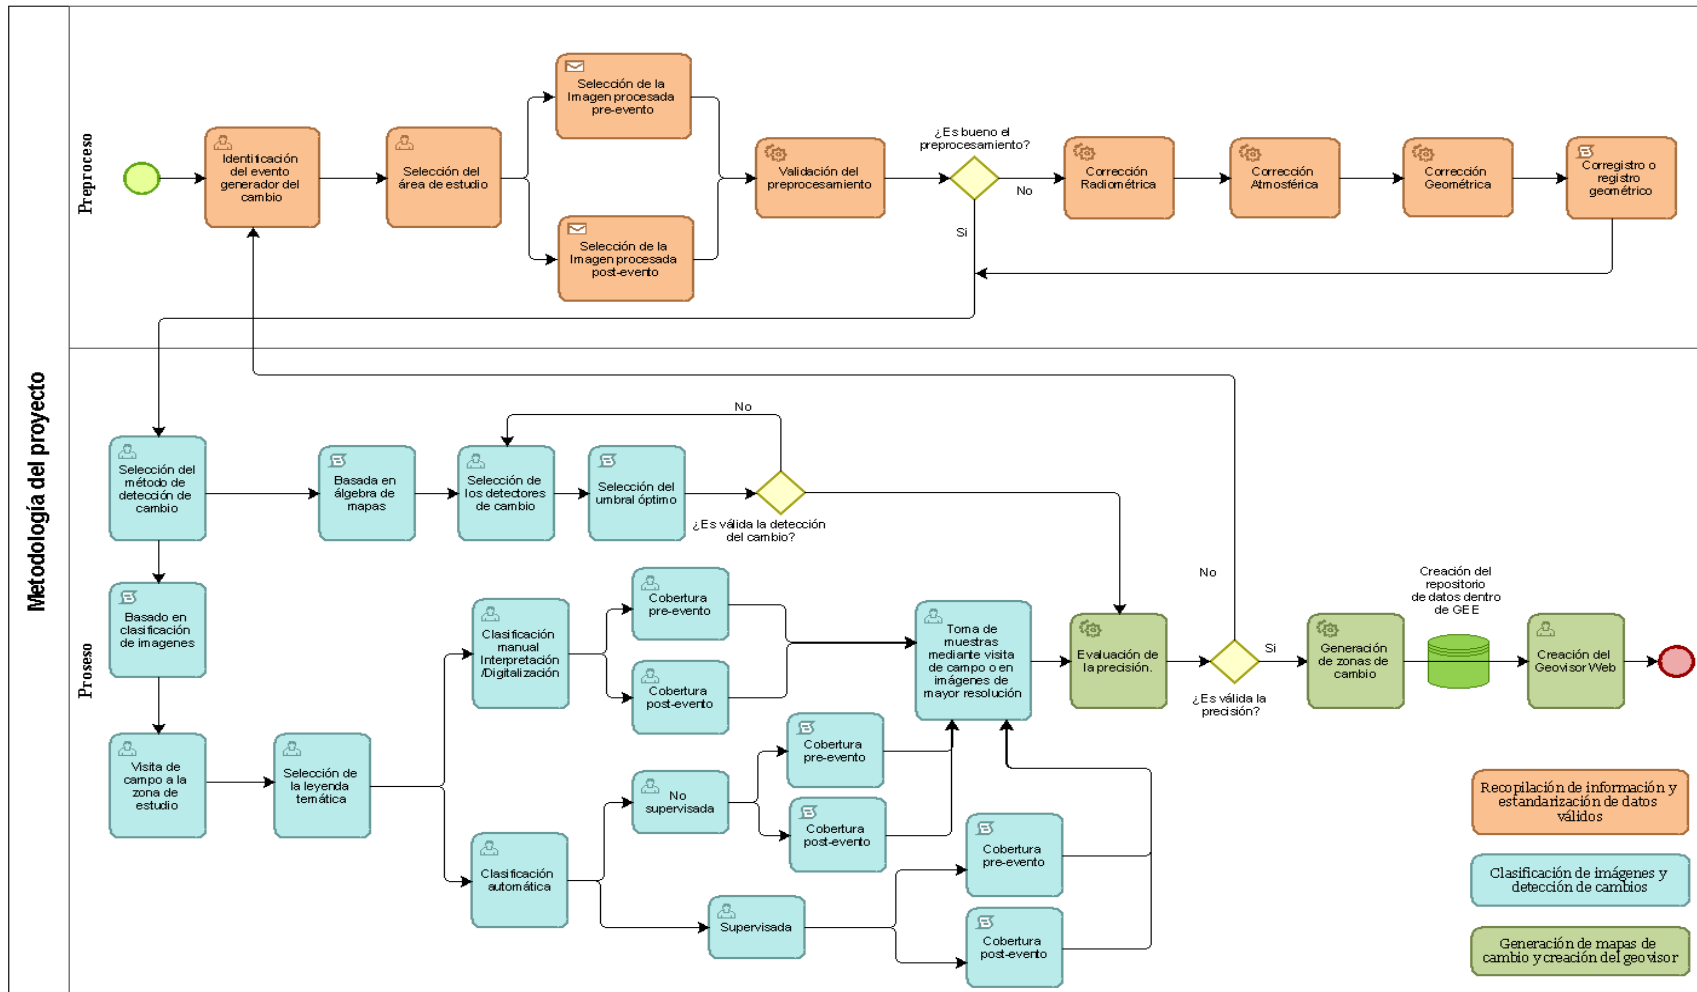 Metodología del proyecto
Preproceso
Identificación
del evento
generador del
cambio
Selección del
área de estudio
Selección de la
Imagen procesada
pre-evento
Selección de la
Imagen procesada
post-evento
Validación del
preprocesamiento
¿Es bueno el
preprocesamiento?
No
Si
Corrección
Radiométrica
Corrección
Atmosférica
Corrección
Geométrica
Corregistro o
registro
geométrico
Proseso
Selección del
método de
detección de
cambio
Basada en
álgebra de
mapas
Selección de
los detectores
de cambio
Selección del
umbral óptimo
No
¿Es válida la detección
del cambio?
Basado en
clasificación
de imagenes
Visita de
campo a la
zona de
estudio
Selección de
la leyenda
temática
Clasificación
manual
Interpretación
/Digitalización
Cobertura
pre-evento
Cobertura
post-evento
Clasificación
automática
No
supervisada
Cobertura
pre-evento
Cobertura
post-evento
Supervisada
Cobertura
pre-evento
Cobertura
post-evento
Toma de
muestras
mediante visita
de campo o en
imágenes de
mayor resolución
Evaluación de
la precisión.
No
Si
¿Es válida la
precisión?
Generación
de zonas de
cambio
Creación del
repositorio
de datos dentro
de GEE
Creación del
Geovisor Web
Recopilación de información y
estandarización de datos
válidos
Clasificación de imágenes y
detección de cambios
Generación de mapas de
cambio y creación del geovisor